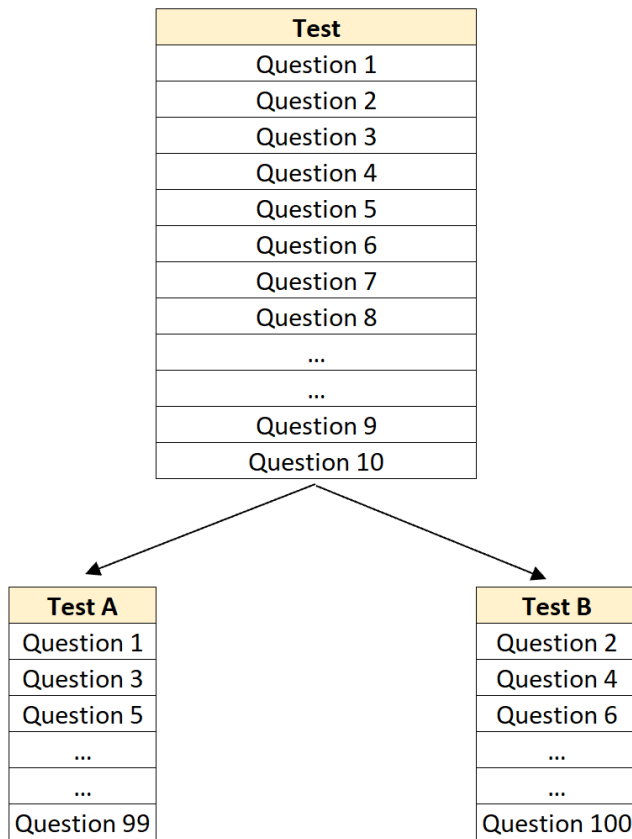 Test
Question 1
Question 2
Question 3
Question 4
Question 5
Question 6
Question 7
Question 8
...
...
Question 9
Question 10
Test A
Question 1
Question 3
Question 5
...
...
Question 99
Test B
Question 2
Question 4
Question 6
...
...
Question 100